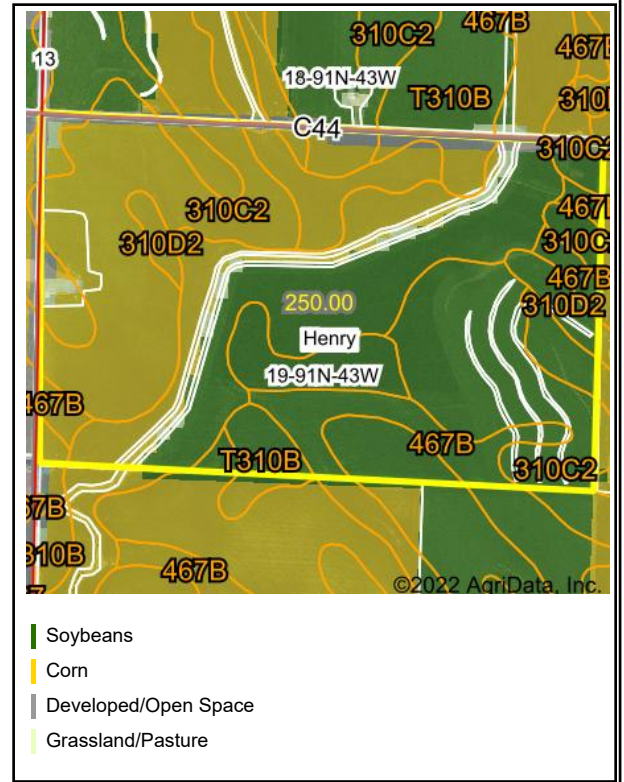 310C2
467B
467B
13
18-91N-43W
T310B
310
C44
310C2
467
310C2
310C
310D2
467B
250.00
310D2
Henry
19-91N-43W
467B
467B
T310B
310C2
7B
310B
467B
©2022 AgriData, Inc.
Soybeans
Corn
Developed/Open Space
Grassland/Pasture